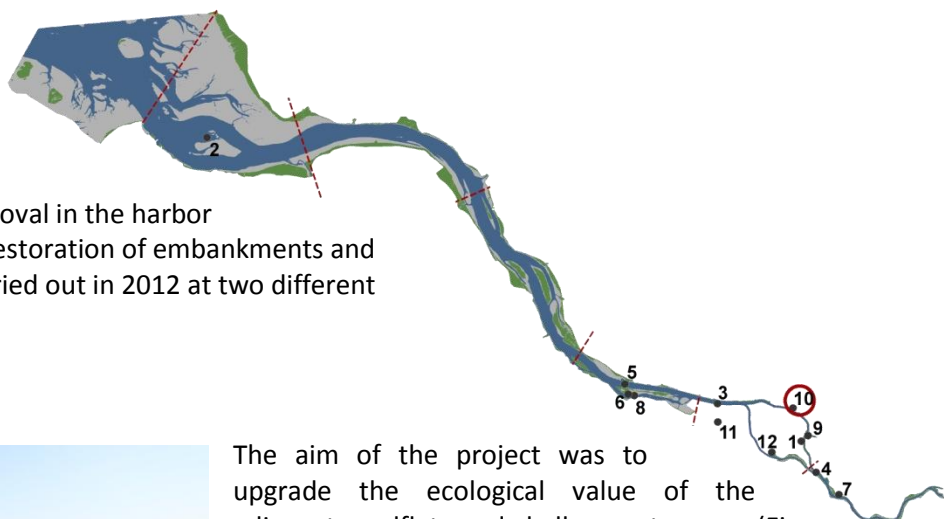 2
oval in the harbor
estoration of embankments and
ried out in 2012 at two different
5
6 8
3
10
11
9
1
12
4
7
The aim of the project was to
upgrade the ecological value of the